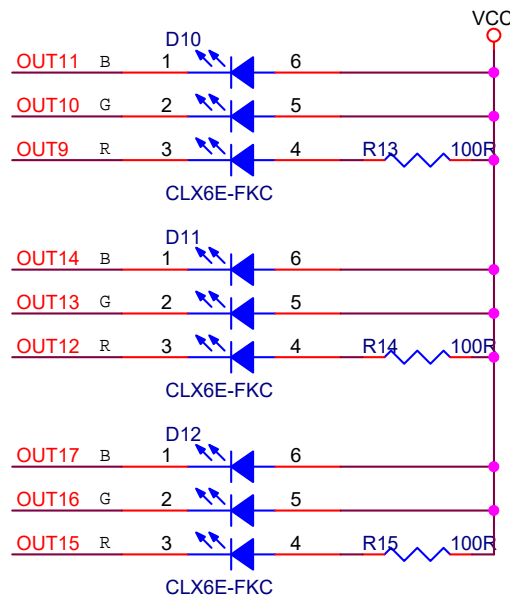 VCC
D10
OUT11 B 1 6
OUT10 G 2 5
OUT9 R 3 4 R13 100R
CLX6E-FKC
D11
OUT14 B 1 6
OUT13 G 2 5
OUT12 R 3 4 R14 100R
CLX6E-FKC
D12
OUT17 B 1 6
OUT16 G 2 5
OUT15 R 3 4 R15 100R
CLX6E-FKC